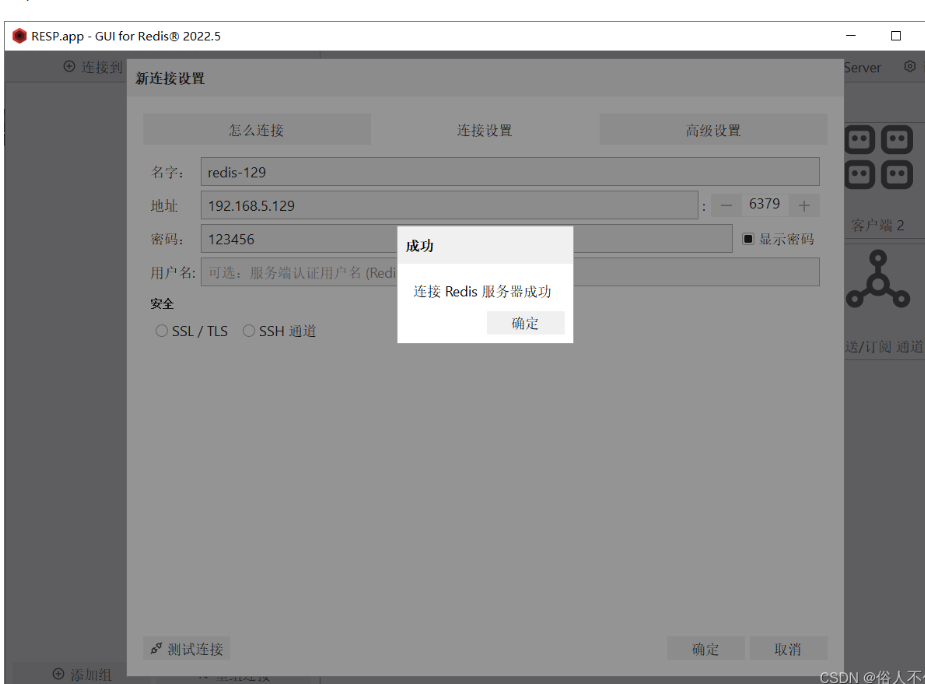 RESP.app - GUI for Redis® 2022.5
连接到
Server
新连接设置
怎么连接
连接设置
高级设置
名字:
redis-129
地址
192.168.5.129
:
6379
密码:
123456
显示密码
客户端 2
用户名:
可选：服务端认证用户名 (Redi
成功
连接 Redis 服务器成功
确定
安全
SSL / TLS
SSH 通道
送/订阅 通道
测试连接
确定
取消
添加组
CSDN @俗人不